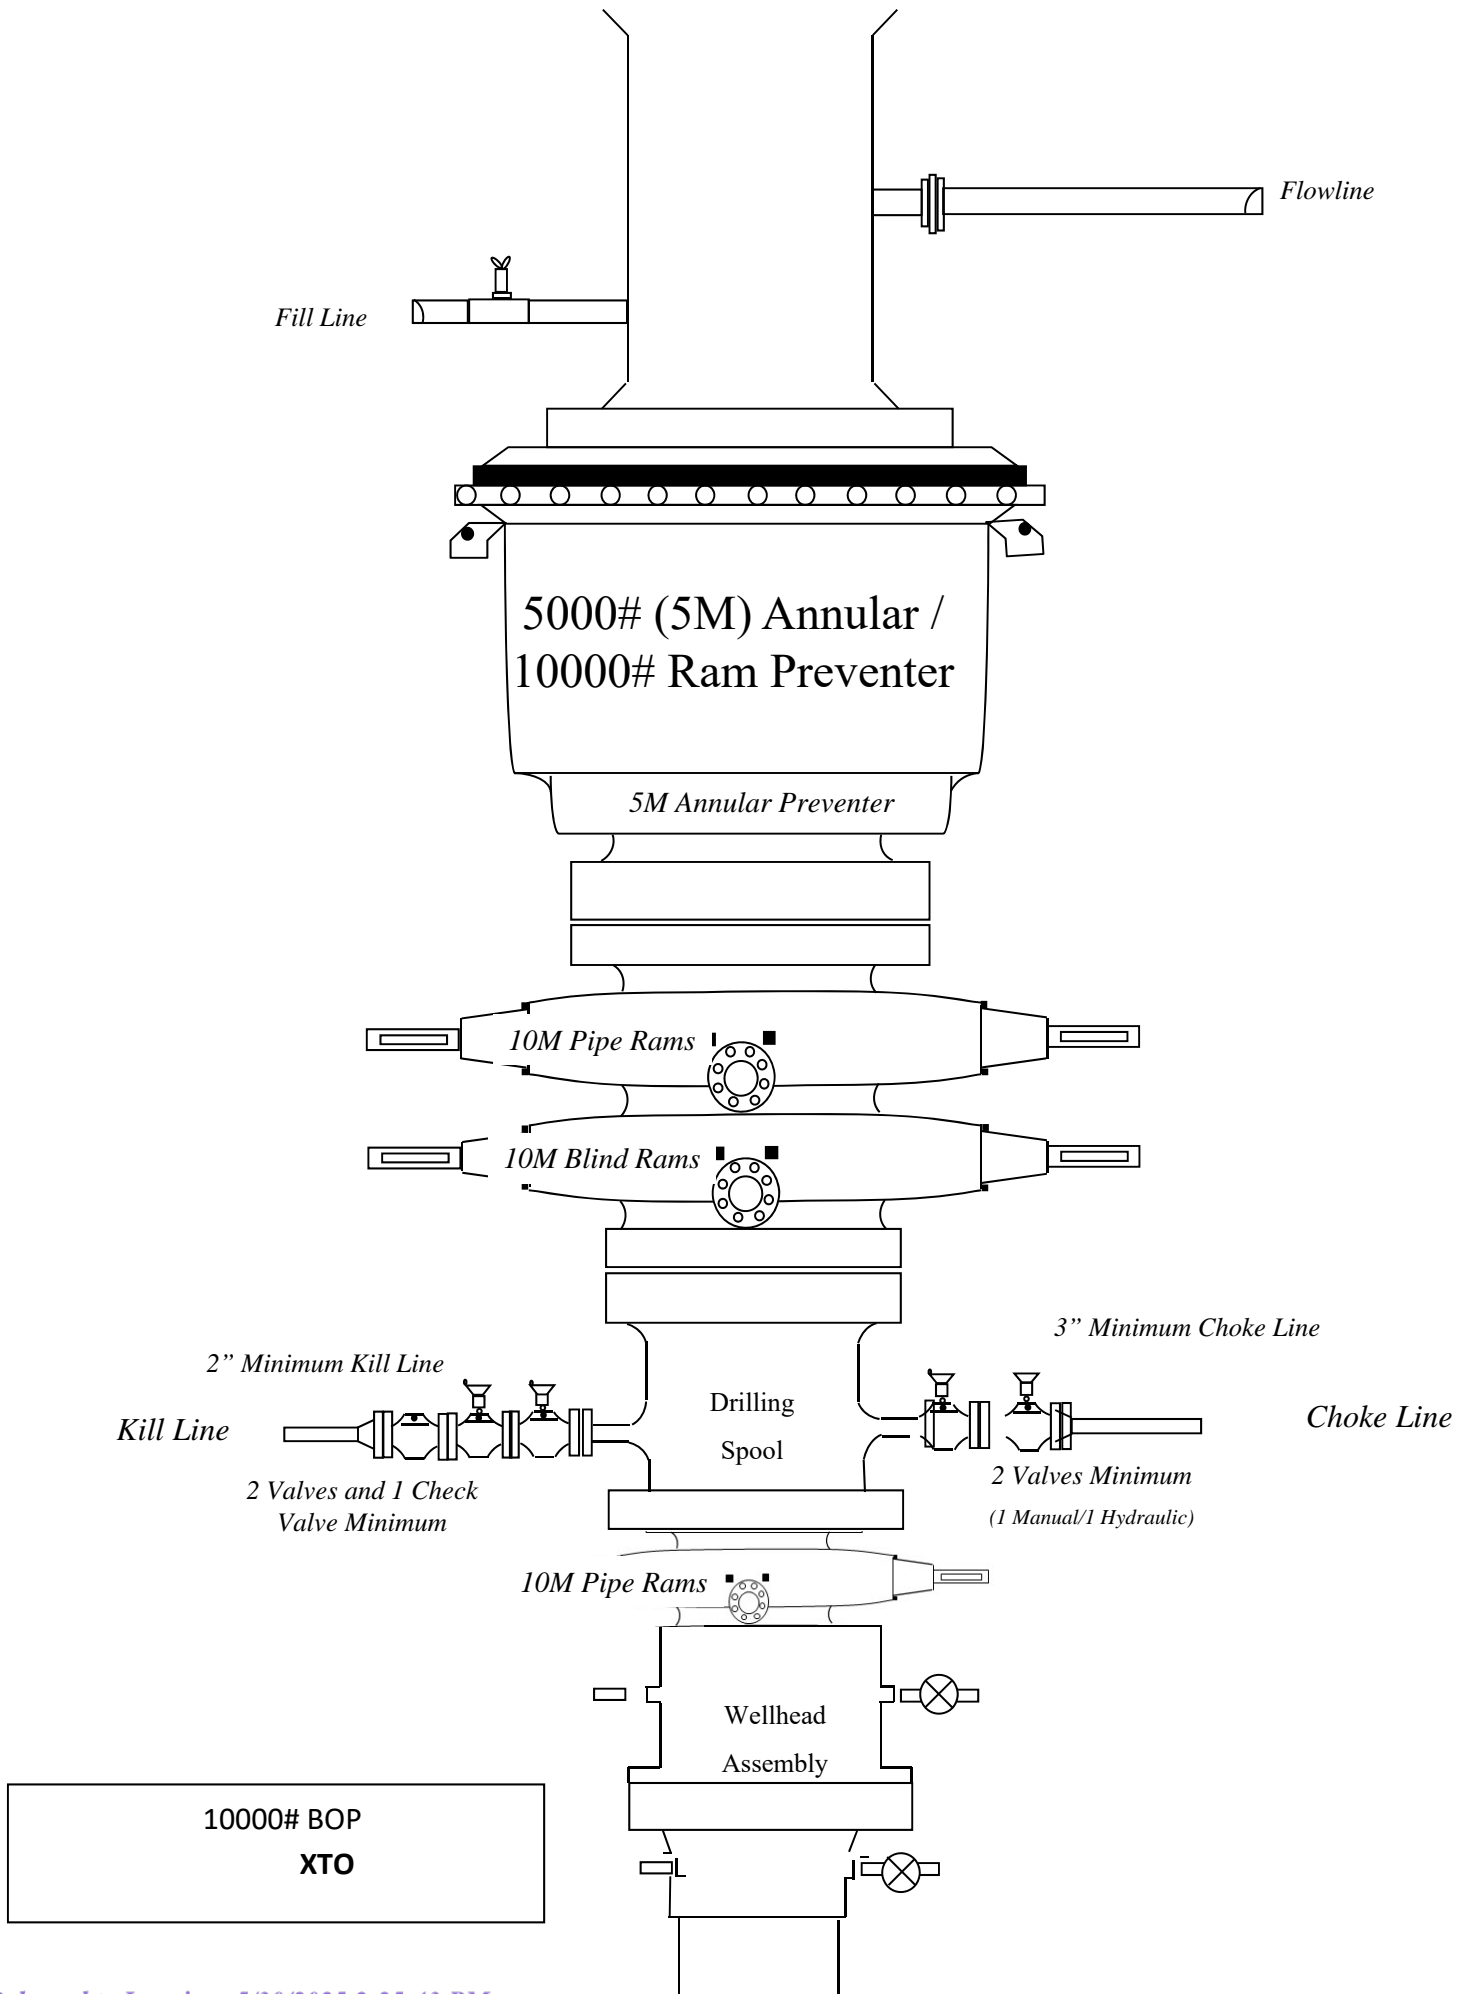 Flowline
Fill Line
5000# (5M) Annular /
10000# Ram Preventer
5M Annular Preventer
10M Pipe Rams
10M Blind Rams
3” Minimum Choke Line
2” Minimum Kill Line
Drilling
Spool
Kill Line
Choke Line
2 Valves and 1 Check
Valve Minimum
2 Valves Minimum
(1 Manual/1 Hydraulic)
10M Pipe Rams
Wellhead
Assembly
10000# BOP
XTO